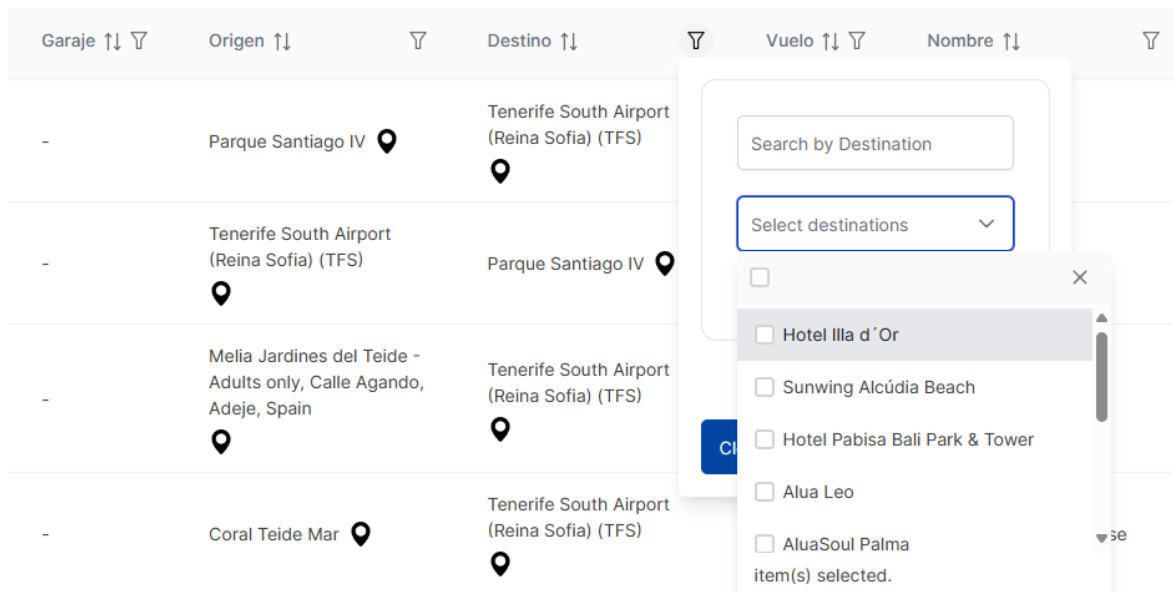 Garaje
Origen
Destino
Vuelo
Nombre
-
Parque Santiago IV
Tenerife South Airport
(Reina Sofia) (TFS)
-
Tenerife South Airport
(Reina Sofia) (TFS)
Parque Santiago IV
-
Melia Jardines del Teide -
Adults only, Calle Agando,
Adeje, Spain
Tenerife South Airport
(Reina Sofia) (TFS)
-
Coral Teide Mar
Tenerife South Airport
(Reina Sofia) (TFS)
Search by Destination
Select destinations
Hotel Illa d´Or
Sunwing Alcúdia Beach
Hotel Pabisa Bali Park & Tower
Alua Leo
AluaSoul Palma
item(s) selected.